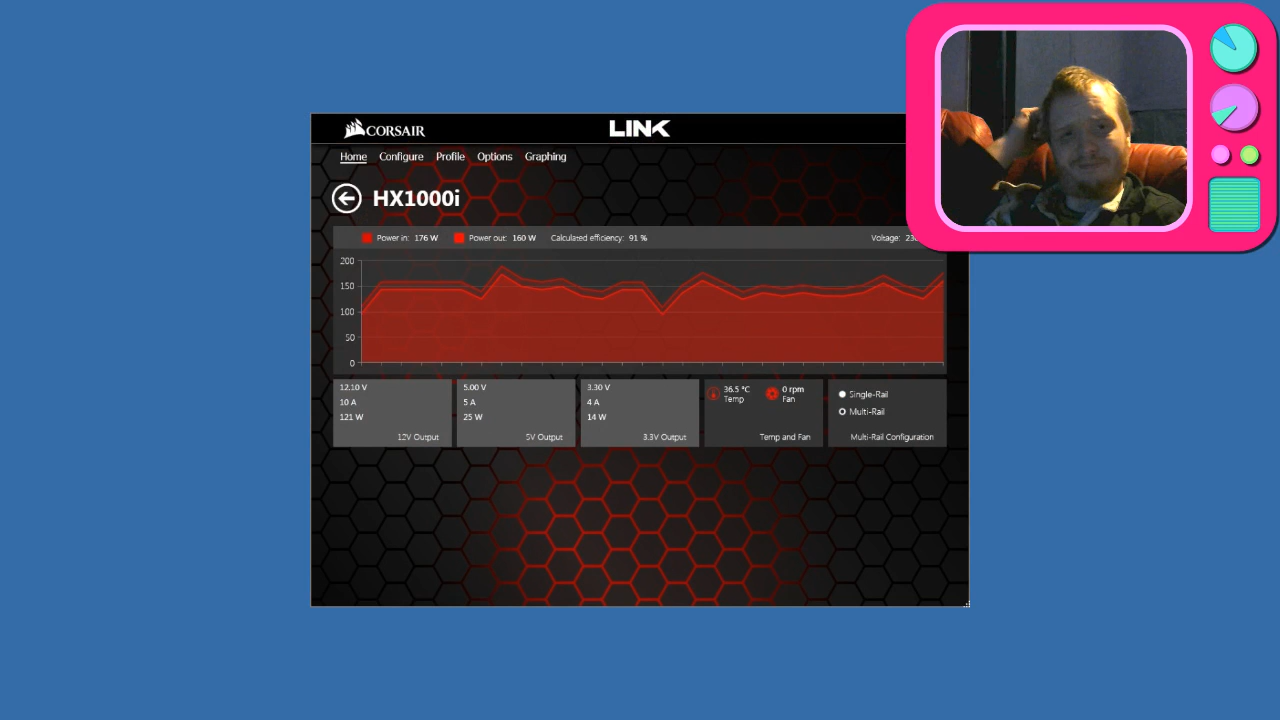 CORSAIR
LINK
Home Configure Profile Options Graphing
HX1000i
Power in: 176 W Power out: 160 W Calculated efficiency: 91 % Voltage:
200
150
100
50
0
12.10 V
10 A
121 W
12V Output
5.00 V
5 A
25 W
5V Output
3.30 V
4 A
14 W
3.3V Output
36.5 °C 0 rpm
Temp Fan
Temp and Fan
Single-Rail
Multi-Rail
Multi-Rail Configuration